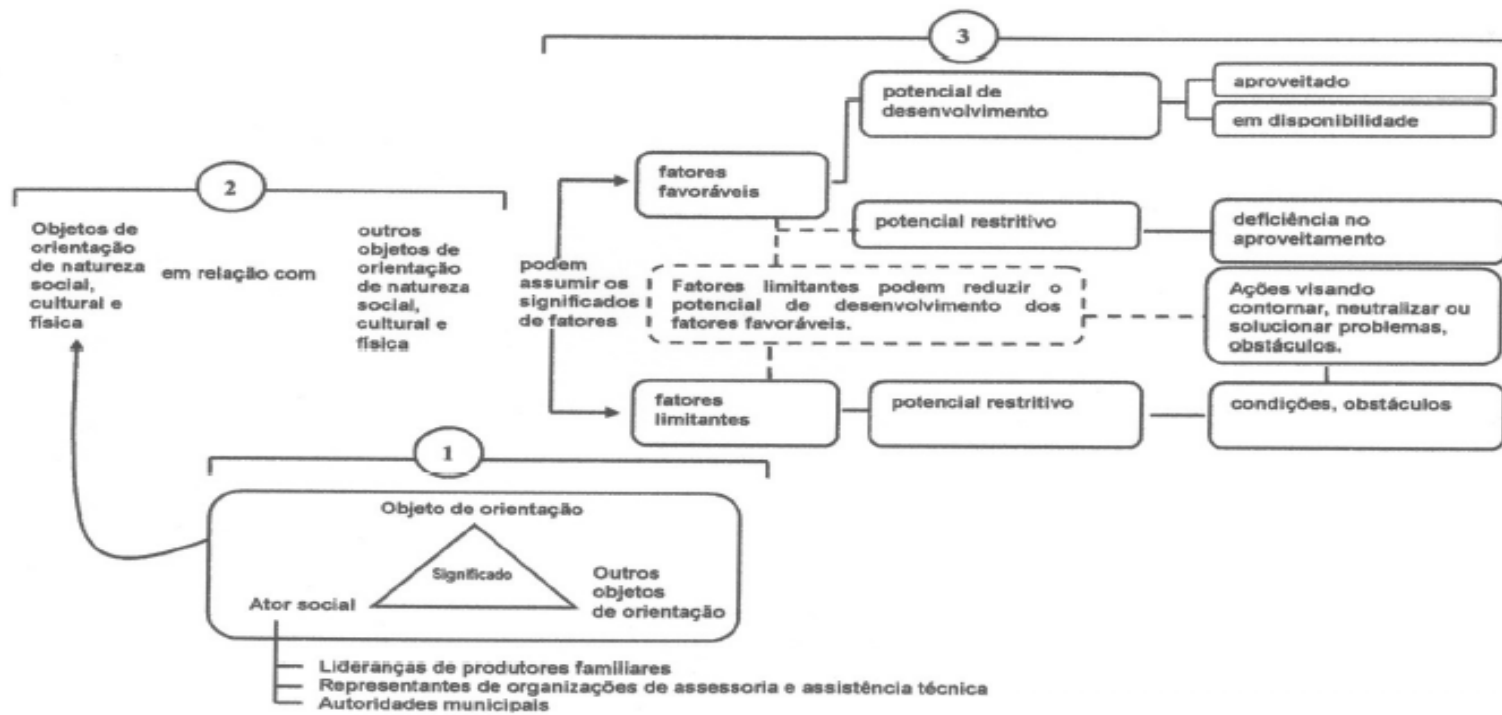 3
potencial de
desenvolvimento
aproveitado
em disponibilidade
2
fatores
favoráveis
Objetos de
orientação
de natureza
social,
cultural e
física
em relação com
outros
objetos de
orientação
de natureza
social,
cultural e
física
podem
assumir os
significados
de fatores
potencial restritivo
deficiência no
aproveitamento
Fatores limitantes podem reduzir o
potencial de desenvolvimento dos
fatores favoráveis.
Ações visando
contornar, neutralizar ou
solucionar problemas,
obstáculos.
fatores
limitantes
potencial restritivo
condições, obstáculos
1
Objeto de orientação
Significado
Ator social
Outros
objetos
de orientação
Lideranças de produtores familiares
Representantes de organizações de assessoria e assistência técnica
Autoridades municipais